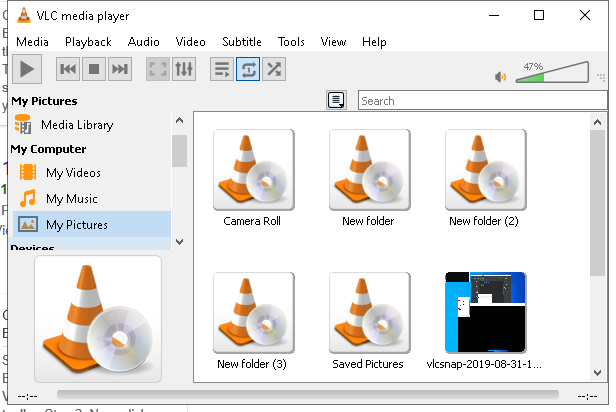 VLC media player
Media Playback Audio Video Subtitle Tools View Help
47%
My Pictures
Search
Media Library
My Computer
My Videos
My Music
My Pictures
Devices
Camera Roll
New folder
New folder (2)
New folder (3)
Saved Pictures
vlcsnap-2019-08-31-1...
--:--
--:--